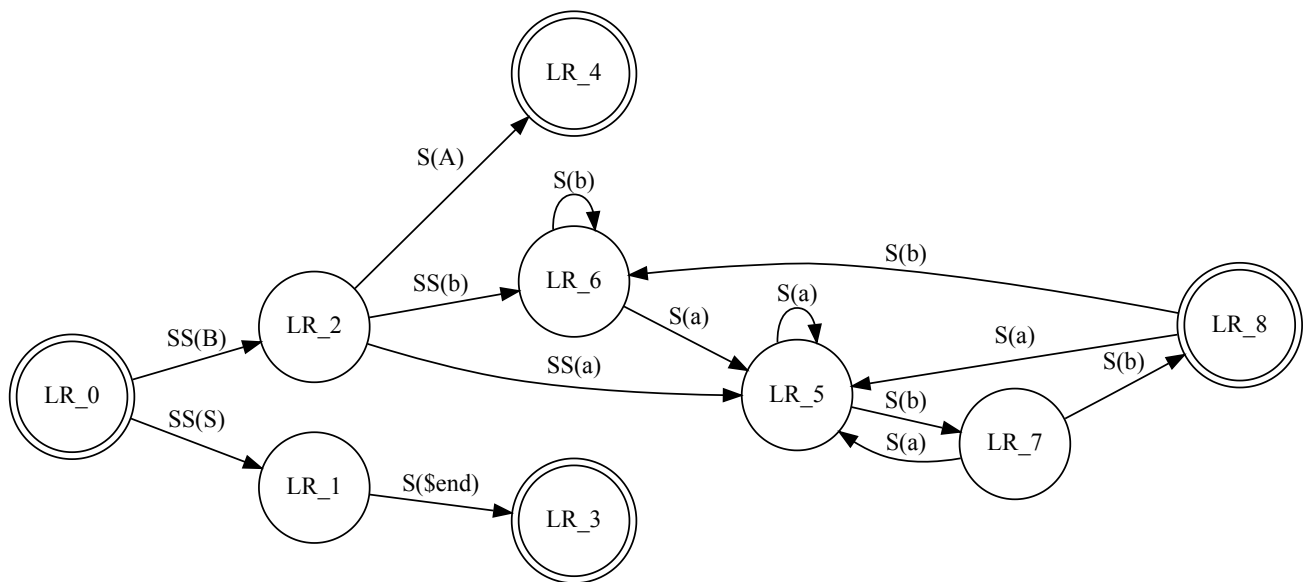 LR_4
S(A)
S(b)
S(b)
LR_6
SS(b)
S(a)
LR_8
LR_2
S(a)
S(a)
SS(B)
S(b)
SS(a)
LR_0
LR_5
S(b)
SS(S)
S(a)
LR_7
LR_1
S($end)
LR_3